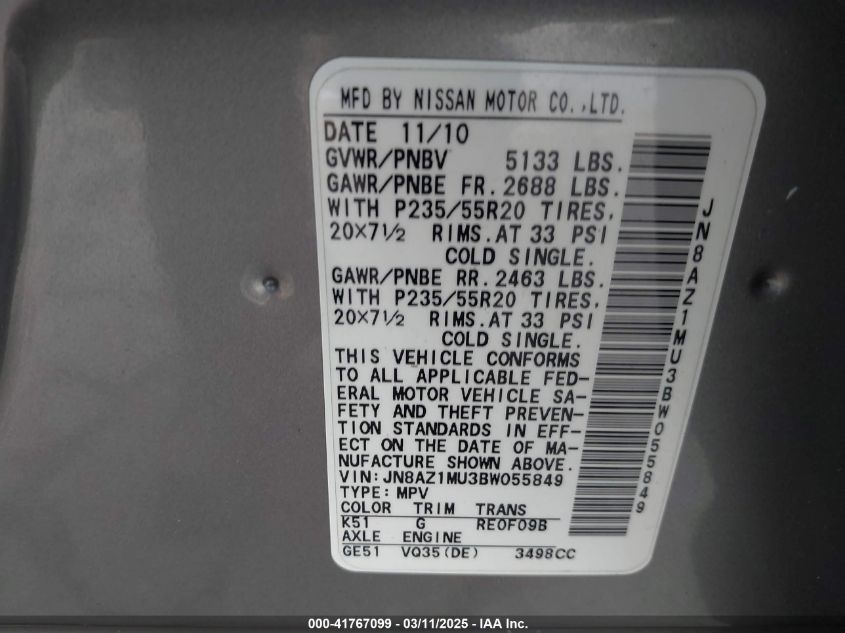 MFD BY NISSAN MOTOR CO.,LTD.
DATE 11/10
GVWR/PNBV 5133 LBS.
GAWR/PNBE FR. 2688 LBS.
WITH P235/55R20 TIRES,
20×7½ RIMS.AT 33 PSI
COLD SINGLE.
GAWR/PNBE RR. 2463 LBS.
WITH P235/55R20 TIRES,
20×7½ RIMS.AT 33 PSI
COLD SINGLE.
THIS VEHICLE CONFORMS
TO ALL APPLICABLE FED-
ERAL MOTOR VEHICLE SA-
FETY AND THEFT PREVEN-
TION STANDARDS IN EFF-
ECT ON THE DATE OF MA-
NUFACTURE SHOWN ABOVE.
VIN:JN8AZ1MU3BW055849
TYPE:MPV
COLOR TRIM TRANS
K51 G RE0F09B
AXLE ENGINE
GE51 VQ35(DE) 3498CC
JN8AZ1MU3BW055849
000-41767099 - 03/11/2025 - IAA Inc.